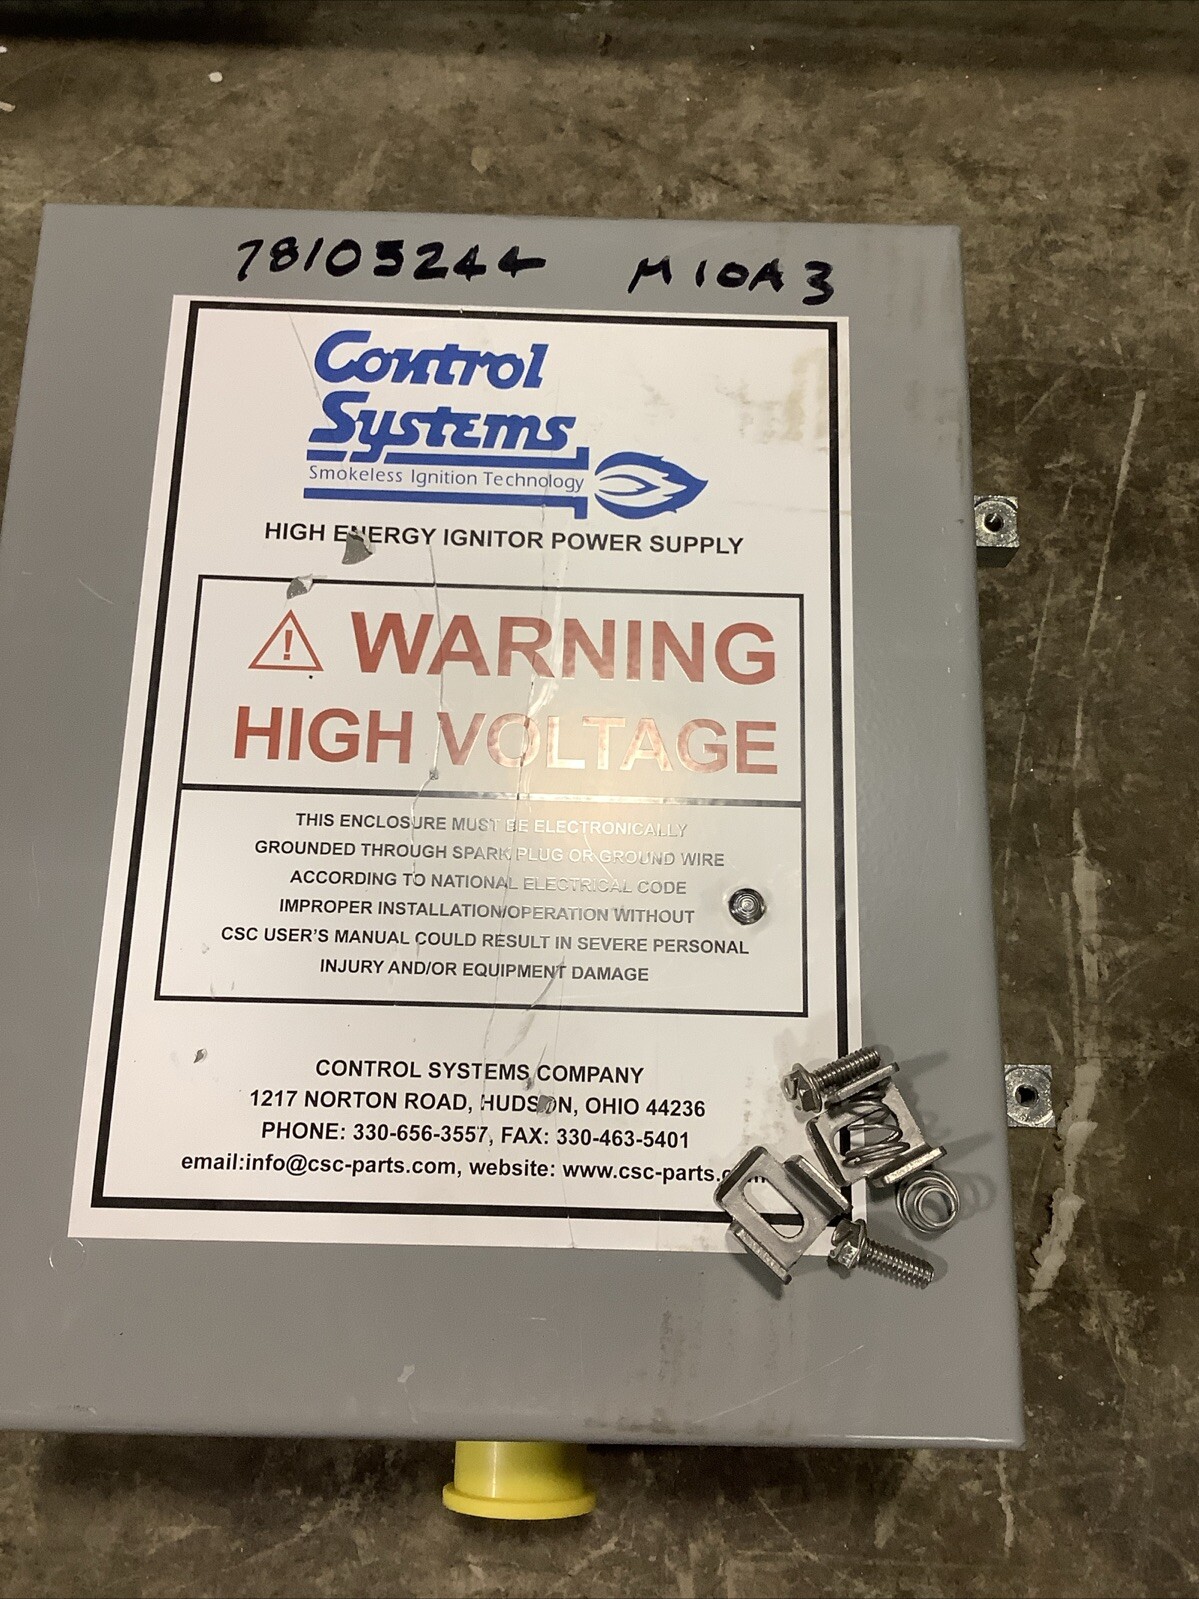 78105244 M10A3
Control
Systems
Smokeless Ignition Technology
HIGH ENERGY IGNITOR POWER SUPPLY
WARNING
HIGH VOLTAGE
THIS ENCLOSURE MUST BE ELECTRONICALLY
GROUNDED THROUGH SPARK PLUG OR GROUND WIRE
ACCORDING TO NATIONAL ELECTRICAL CODE
IMPROPER INSTALLATION/OPERATION WITHOUT
CSC USER'S MANUAL COULD RESULT IN SEVERE PERSONAL
INJURY AND/OR EQUIPMENT DAMAGE
CONTROL SYSTEMS COMPANY
1217 NORTON ROAD, HUDSON, OHIO 44236
PHONE: 330-656-3557, FAX: 330-463-5401
email:info@csc-parts.com, website: www.csc-parts.com